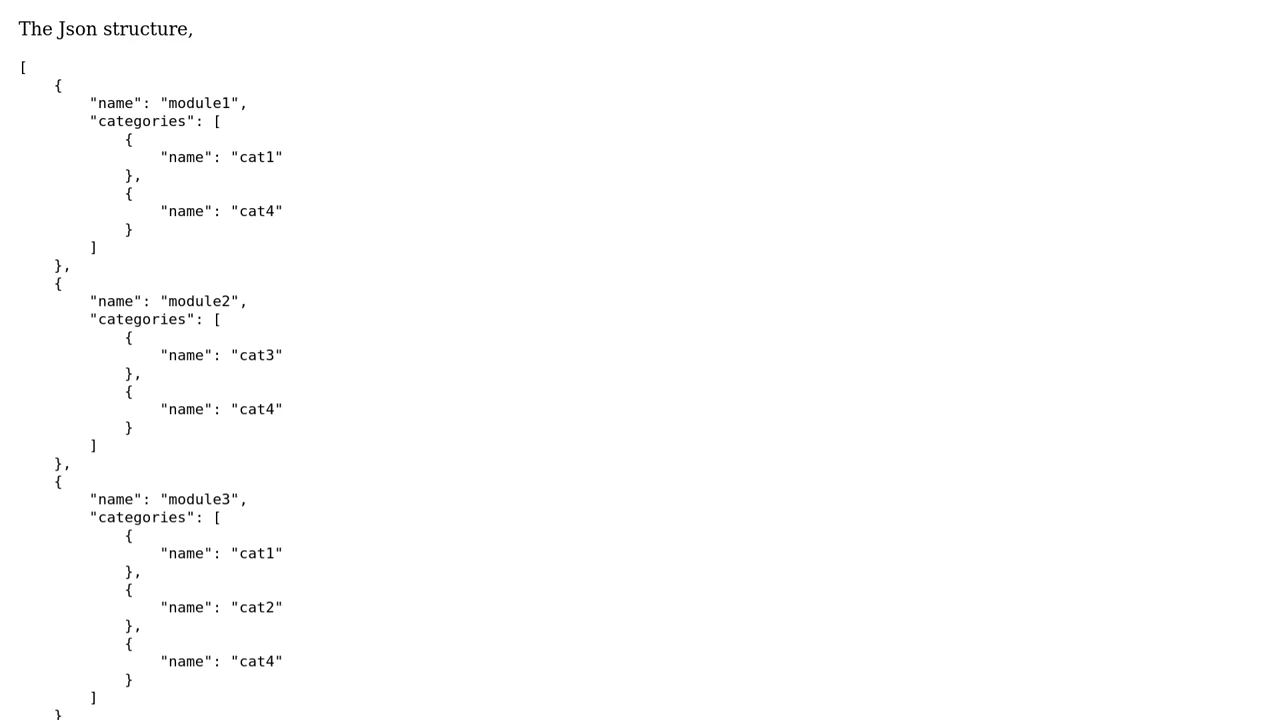 The Json structure,
[
    {
        "name": "module1",
        "categories": [
            {
                "name": "cat1"
            },
            {
                "name": "cat4"
            }
        ]
    },
    {
        "name": "module2",
        "categories": [
            {
                "name": "cat3"
            },
            {
                "name": "cat4"
            }
        ]
    },
    {
        "name": "module3",
        "categories": [
            {
                "name": "cat1"
            },
            {
                "name": "cat2"
            },
            {
                "name": "cat4"
            }
        ]
    }